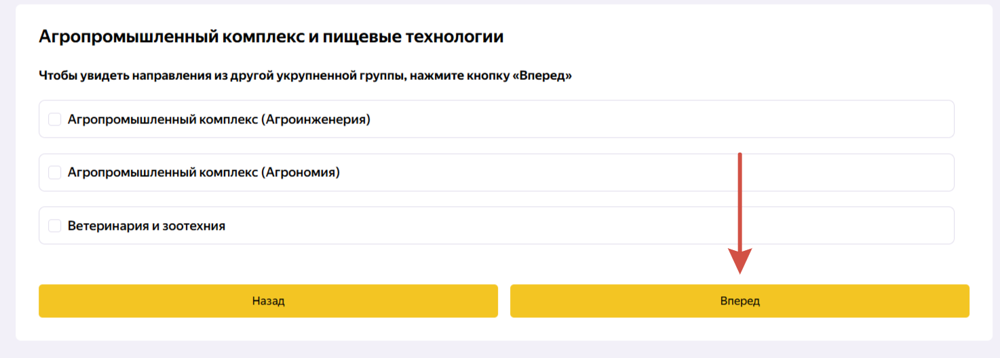 Агропромышленный комплекс и пищевые технологии
Чтобы увидеть направления из другой укрупненной группы, нажмите кнопку «Вперед»
Агропромышленный комплекс (Агроинженерия)
Агропромышленный комплекс (Агрономия)
Ветеринария и зоотехния
Назад
Вперед